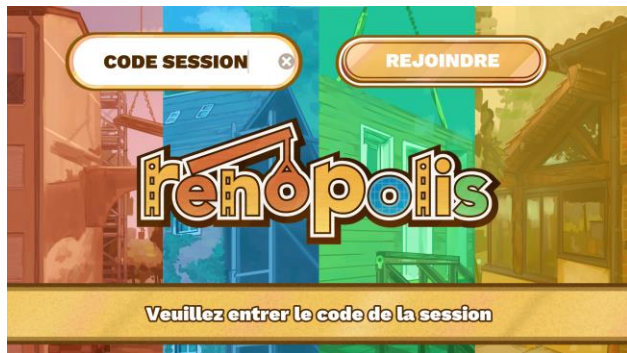 CODE SESSION
REJOINDRE
renopolis
Veuillez entrer le code de la session